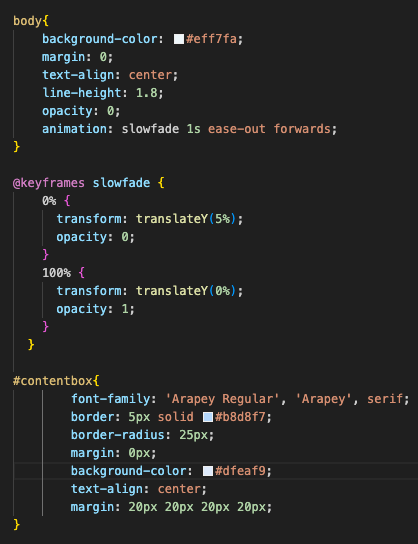 body{
    background-color: #eff7fa;
    margin: 0;
    text-align: center;
    line-height: 1.8;
    opacity: 0;
    animation: slowfade 1s ease-out forwards;
}

@keyframes slowfade {
    0% {
      transform: translateY(5%);
      opacity: 0;
    }
    100% {
      transform: translateY(0%);
      opacity: 1;
    }
  }

#contentbox{
        font-family: 'Arapey Regular', 'Arapey', serif;
        border: 5px solid #b8d8f7;
        border-radius: 25px;
        margin: 0px;
        background-color: #dfeaf9;
        text-align: center;
        margin: 20px 20px 20px 20px;
}